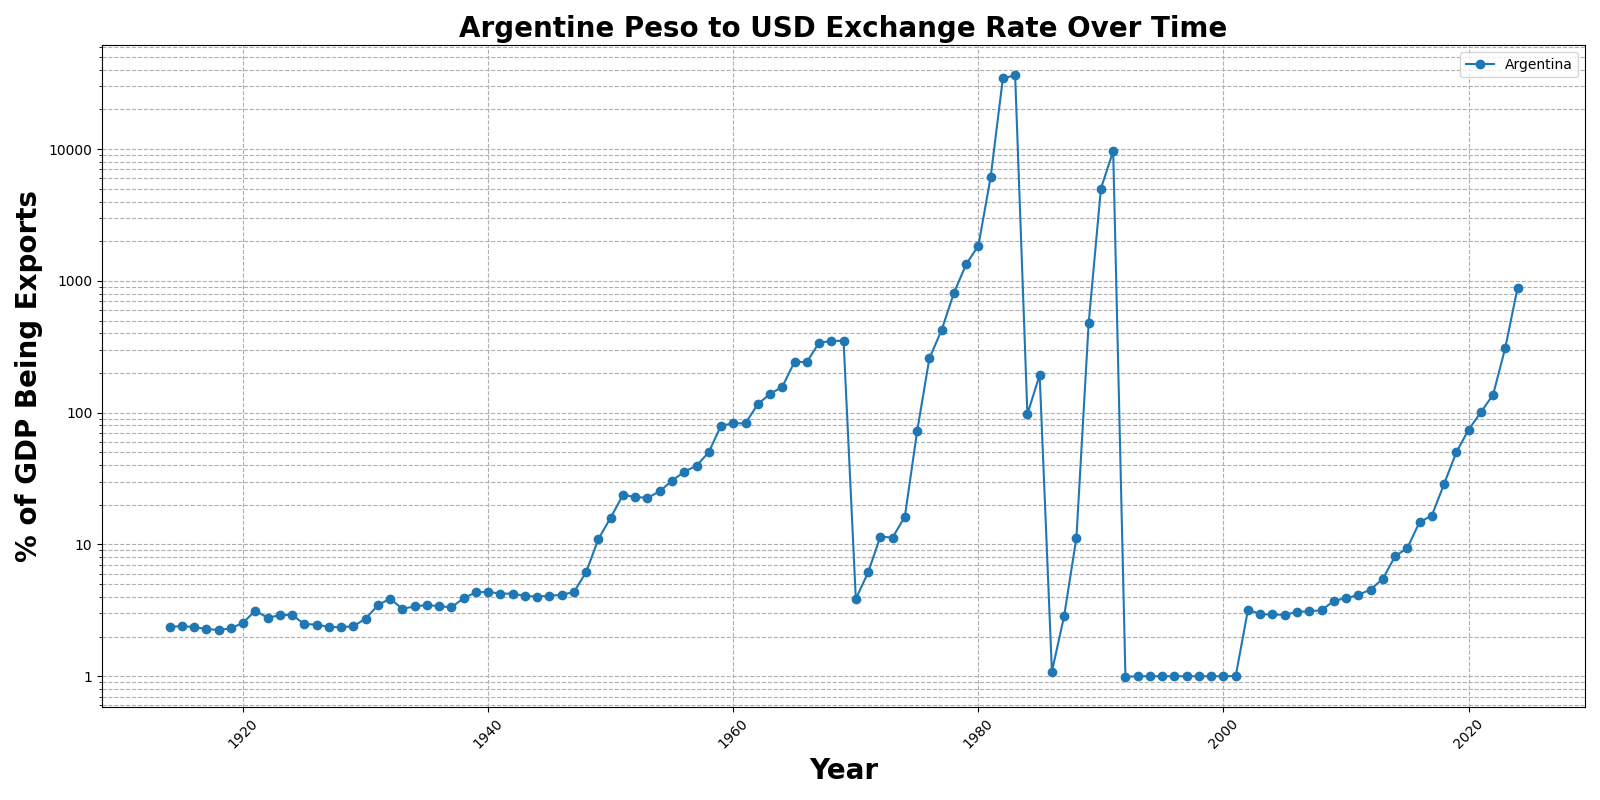 Argentine Peso to USD Exchange Rate Over Time
Argentina
% of GDP Being Exports
10000
1000
100
10
1
1920
1940
1960
1980
2000
2020
Year